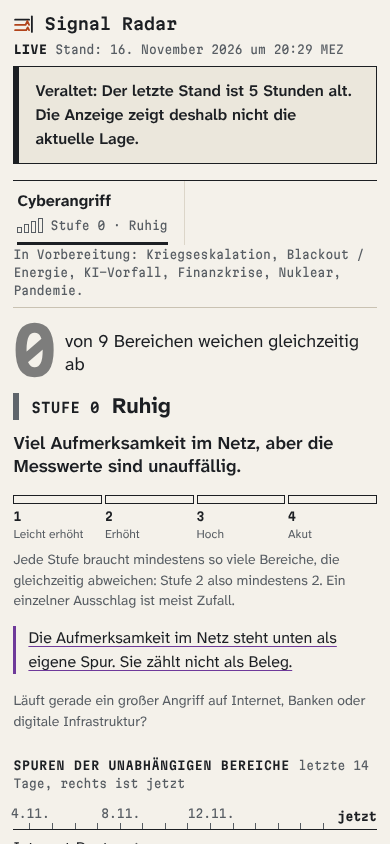 Signal Radar
LIVE Stand: 16. November 2026 um 20:29 MEZ
Veraltet: Der letzte Stand ist 5 Stunden alt.
Die Anzeige zeigt deshalb nicht die
aktuelle Lage.
Cyberangriff
Stufe 0 · Ruhig
In Vorbereitung: Kriegseskalation, Blackout /
Energie, KI-Vorfall, Finanzkrise, Nuklear,
Pandemie.
0 von 9 Bereichen weichen gleichzeitig
ab
STUFE 0 Ruhig
Viel Aufmerksamkeit im Netz, aber die
Messwerte sind unauffällig.
1 2 3 4
Leicht erhöht Erhöht Hoch Akut
Jede Stufe braucht mindestens so viele Bereiche, die
gleichzeitig abweichen: Stufe 2 also mindestens 2. Ein
einzelner Ausschlag ist meist Zufall.
Die Aufmerksamkeit im Netz steht unten als
eigene Spur. Sie zählt nicht als Beleg.
Läuft gerade ein großer Angriff auf Internet, Banken oder
digitale Infrastruktur?
SPUREN DER UNABHÄNGIGEN BEREICHE letzte 14
Tage, rechts ist jetzt
4.11. 8.11. 12.11. jetzt